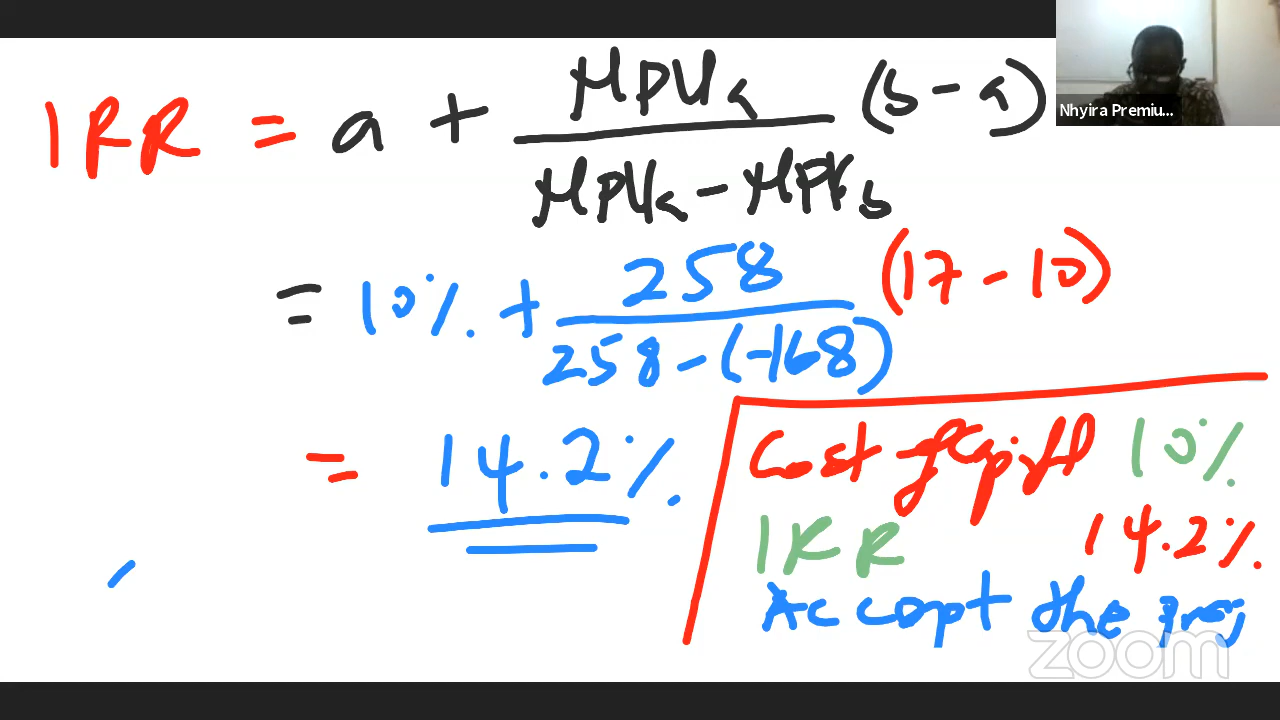 IRR = a + NPVa / NPVa - NPVb (b - a)
Nhyira Premiu...
= 10% + 258 / 258 - (-168) (17 - 10)
= 14.2%
Cost of Capital 10%
IRR 14.2%
Accept the proj
zoom